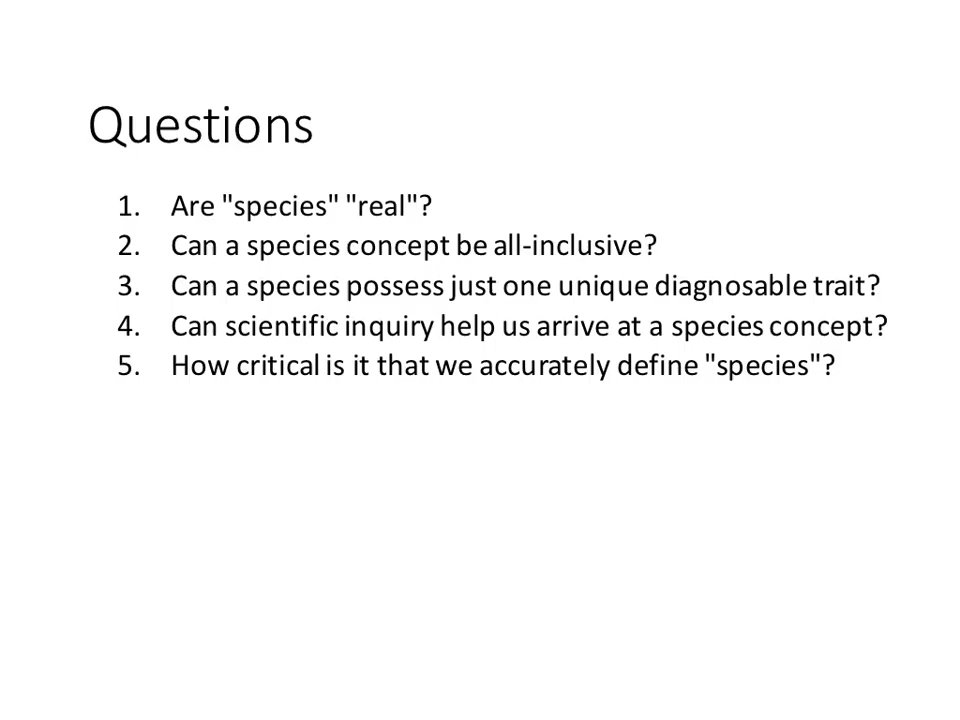 Questions
1. Are "species" "real"?
2. Can a species concept be all-inclusive?
3. Can a species possess just one unique diagnosable trait?
4. Can scientific inquiry help us arrive at a species concept?
5. How critical is it that we accurately define "species"?